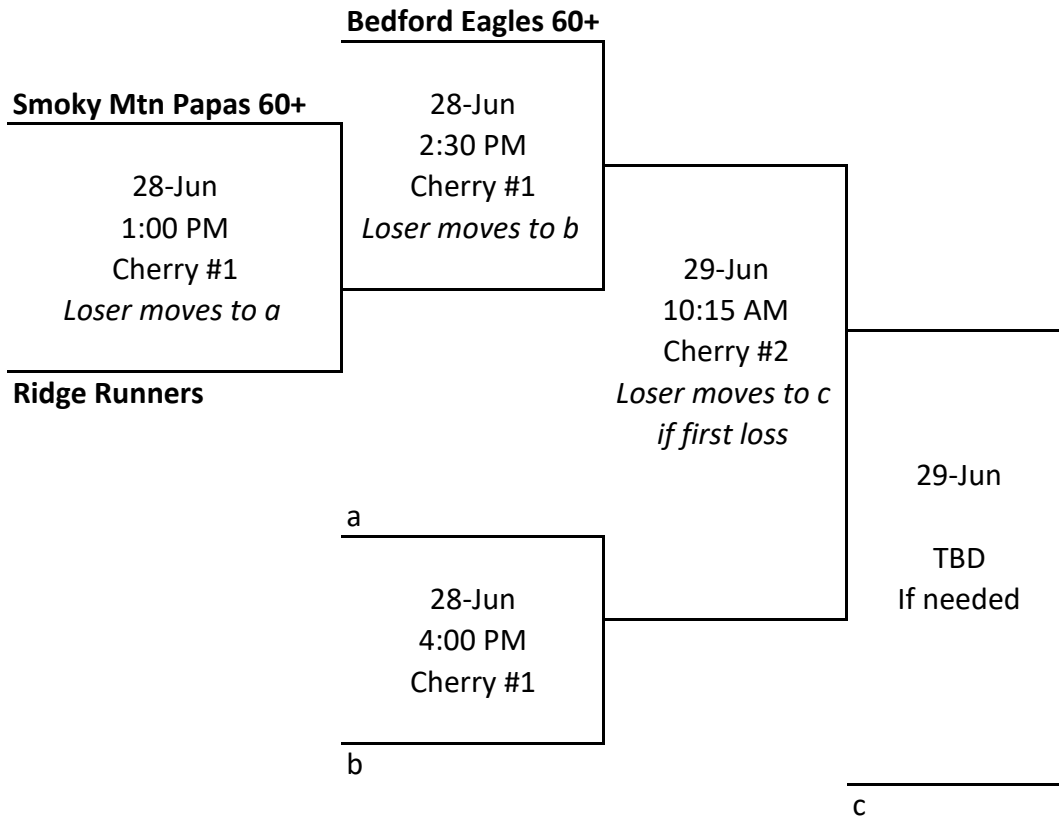 Bedford Eagles 60+
Smoky Mtn Papas 60+
28-Jun
2:30 PM
Cherry #1
Loser moves to b
28-Jun
1:00 PM
Cherry #1
Loser moves to a
Ridge Runners
29-Jun
10:15 AM
Cherry #2
Loser moves to c
if first loss
29-Jun
TBD
If needed
a
28-Jun
4:00 PM
Cherry #1
b
c